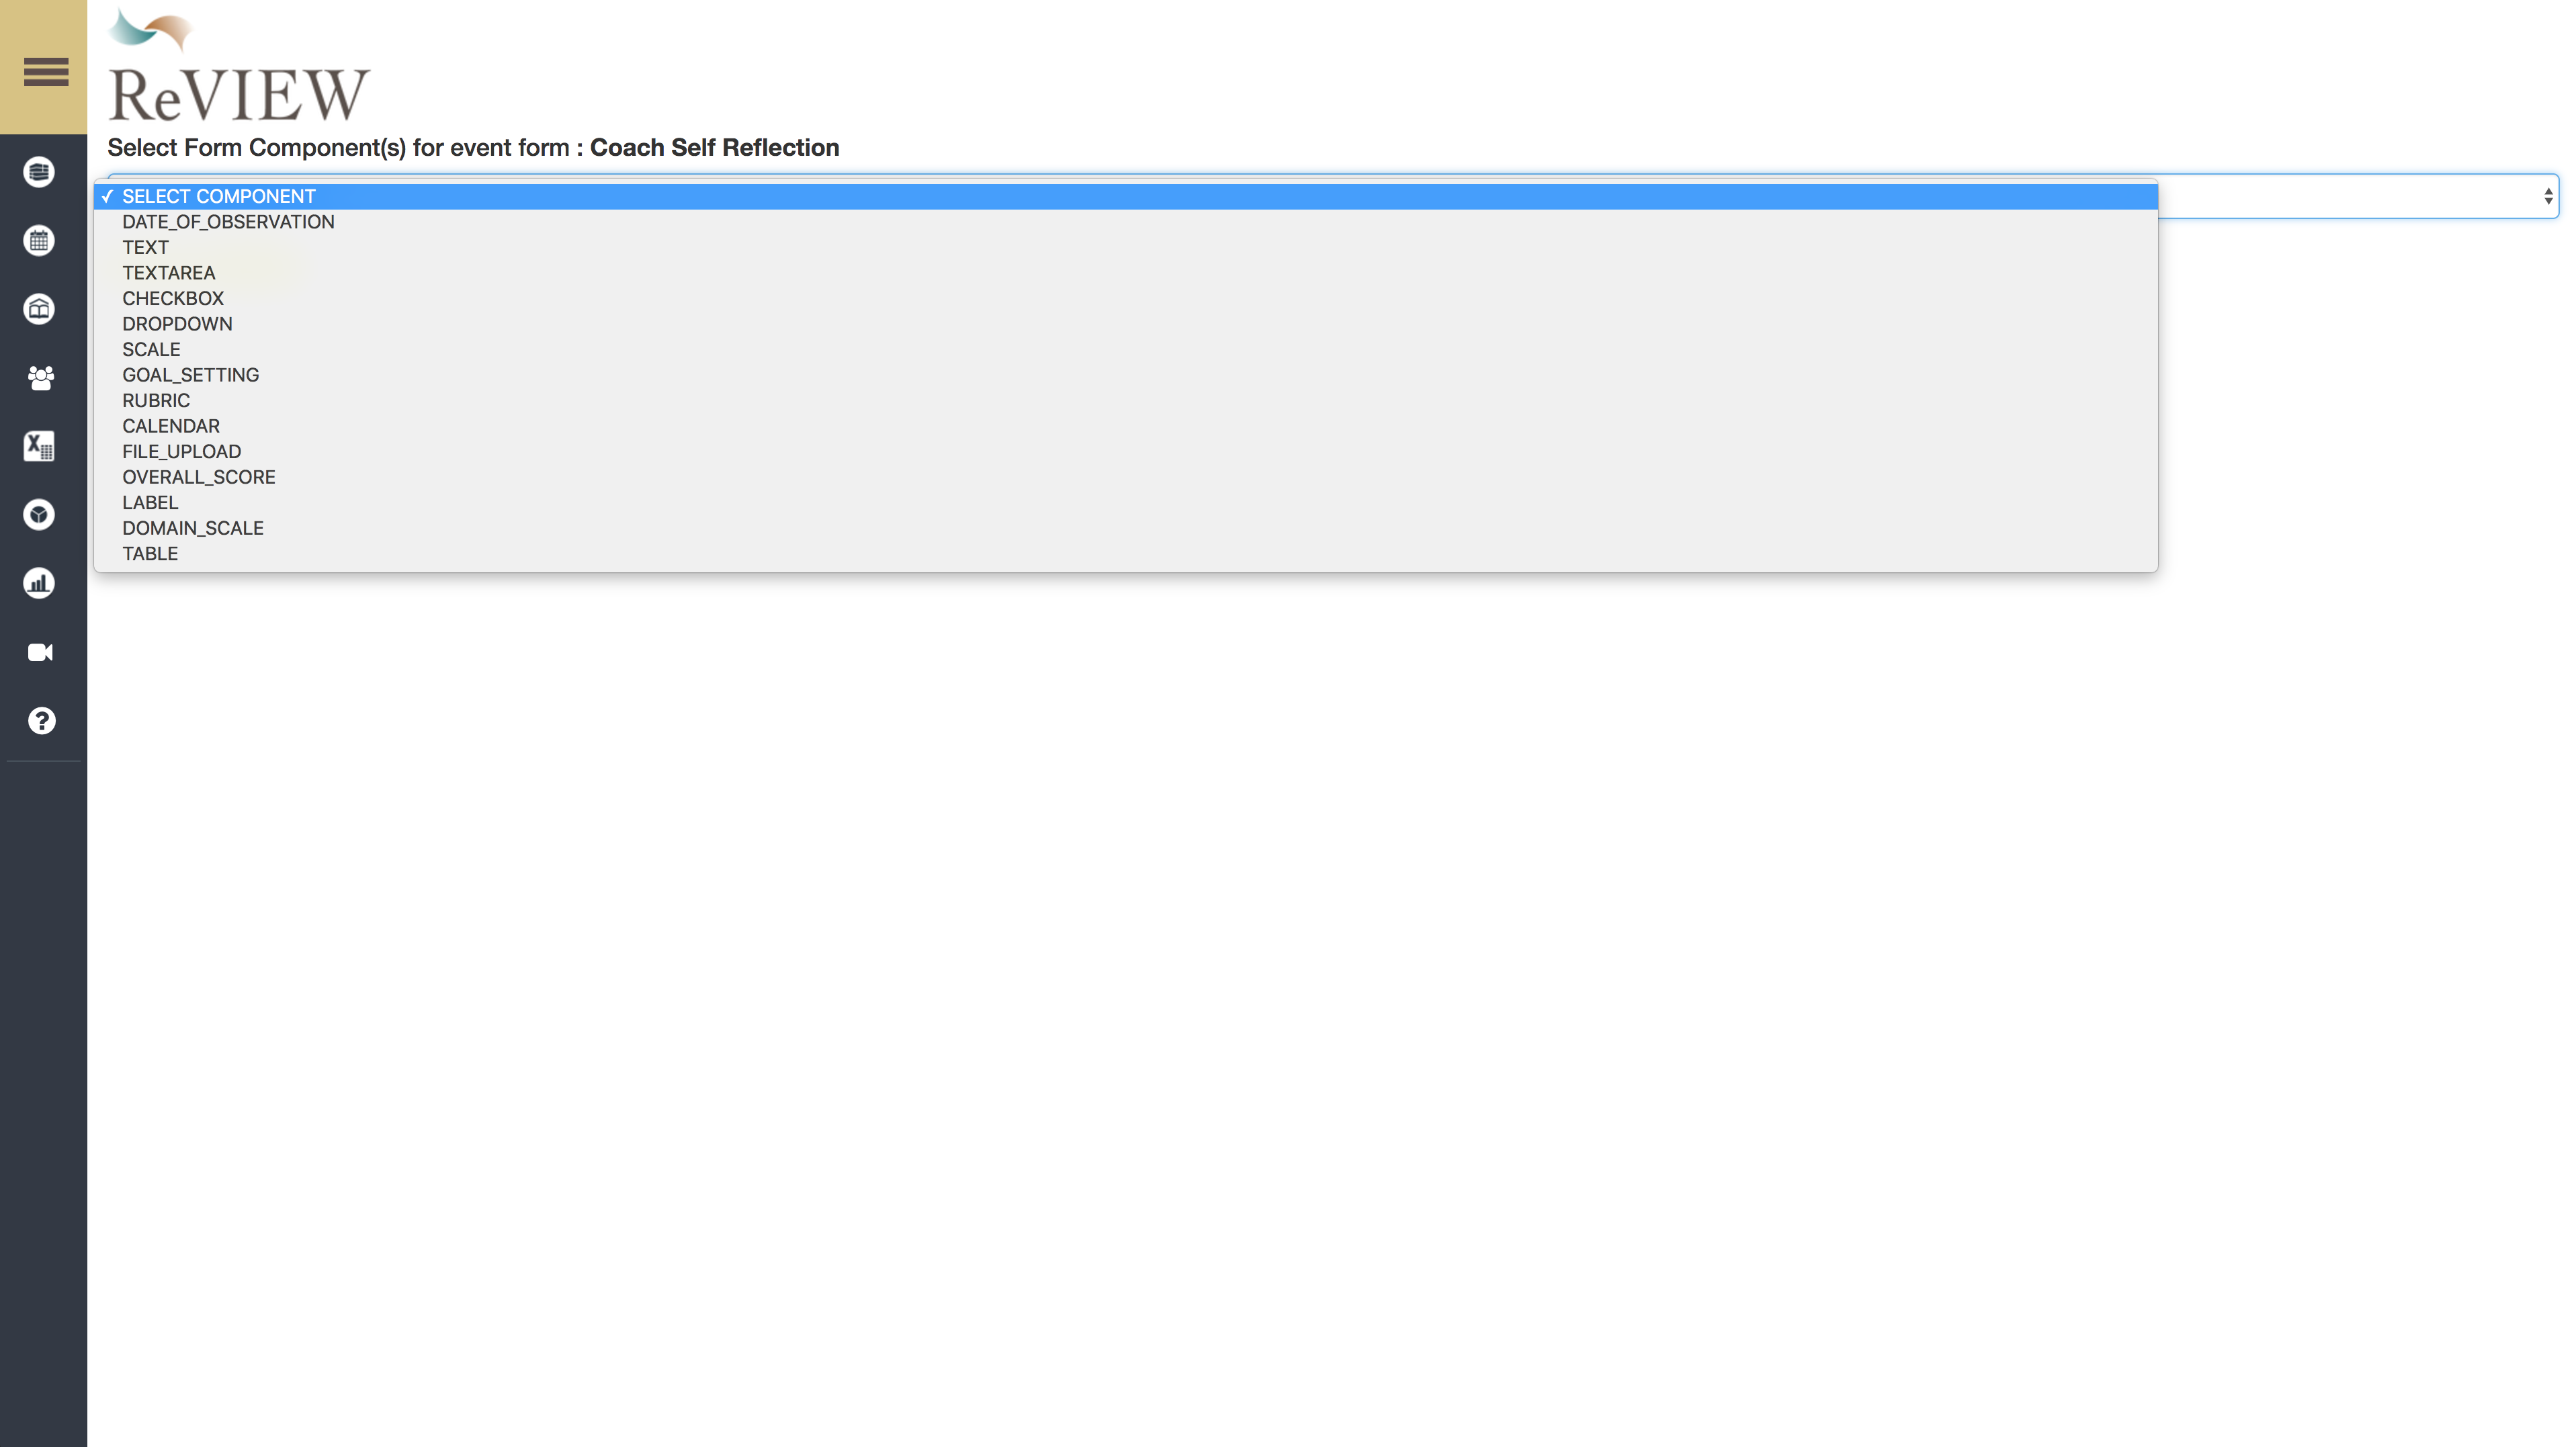 ReVIEW
Select Form Component(s) for event form : Coach Self Reflection
✓ SELECT COMPONENT
DATE_OF_OBSERVATION
TEXT
TEXTAREA
CHECKBOX
DROPDOWN
SCALE
GOAL_SETTING
RUBRIC
CALENDAR
FILE_UPLOAD
OVERALL_SCORE
LABEL
DOMAIN_SCALE
TABLE